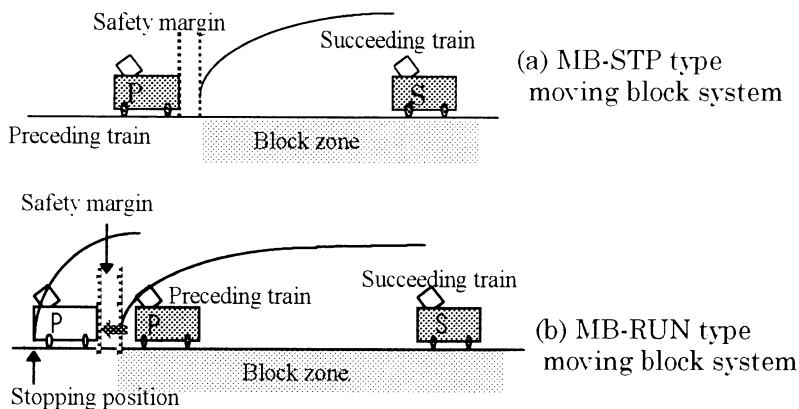 Safety margin
Succeeding train
(a) MB-STP type
moving block system
P
S
Preceding train
Block zone
Safety margin
Succeeding train
Preceding train
P
P
S
(b) MB-RUN type
moving block system
Block zone.
Stopping position